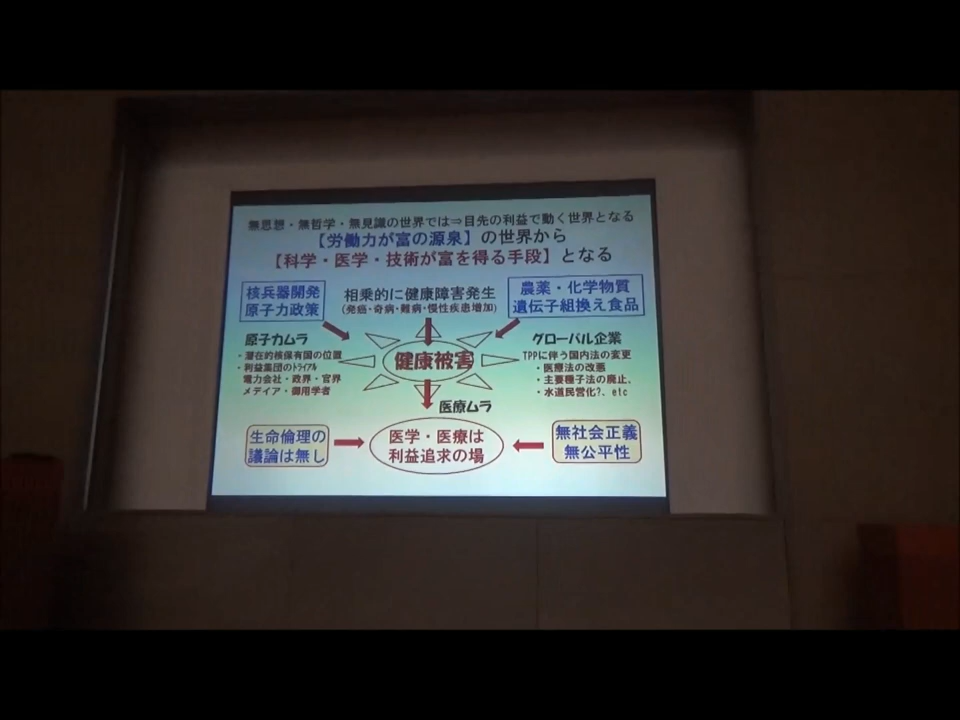 無思想・無哲学・無見識の世界では⇒目先の利益で動く世界となる
【労働力が富の源泉】の世界から
【科学・医学・技術が富を得る手段】となる
核兵器開発
原子力政策
相乗的に健康障害発生
(発癌・奇病・難病・慢性疾患増加)
農薬・化学物質
遺伝子組換え食品
原子力ムラ
・潜在的核保有国の位置
・利益集団のトライアル
電力会社・政界・官界
メデイア・御用学者
健康被害
グローバル企業
TPPに伴う国内法の変更
・医療法の改悪
・主要種子法の廃止、
・水道民営化?、etc
医療ムラ
生命倫理の
議論は無し
医学・医療は
利益追求の場
無社会正義
無公平性